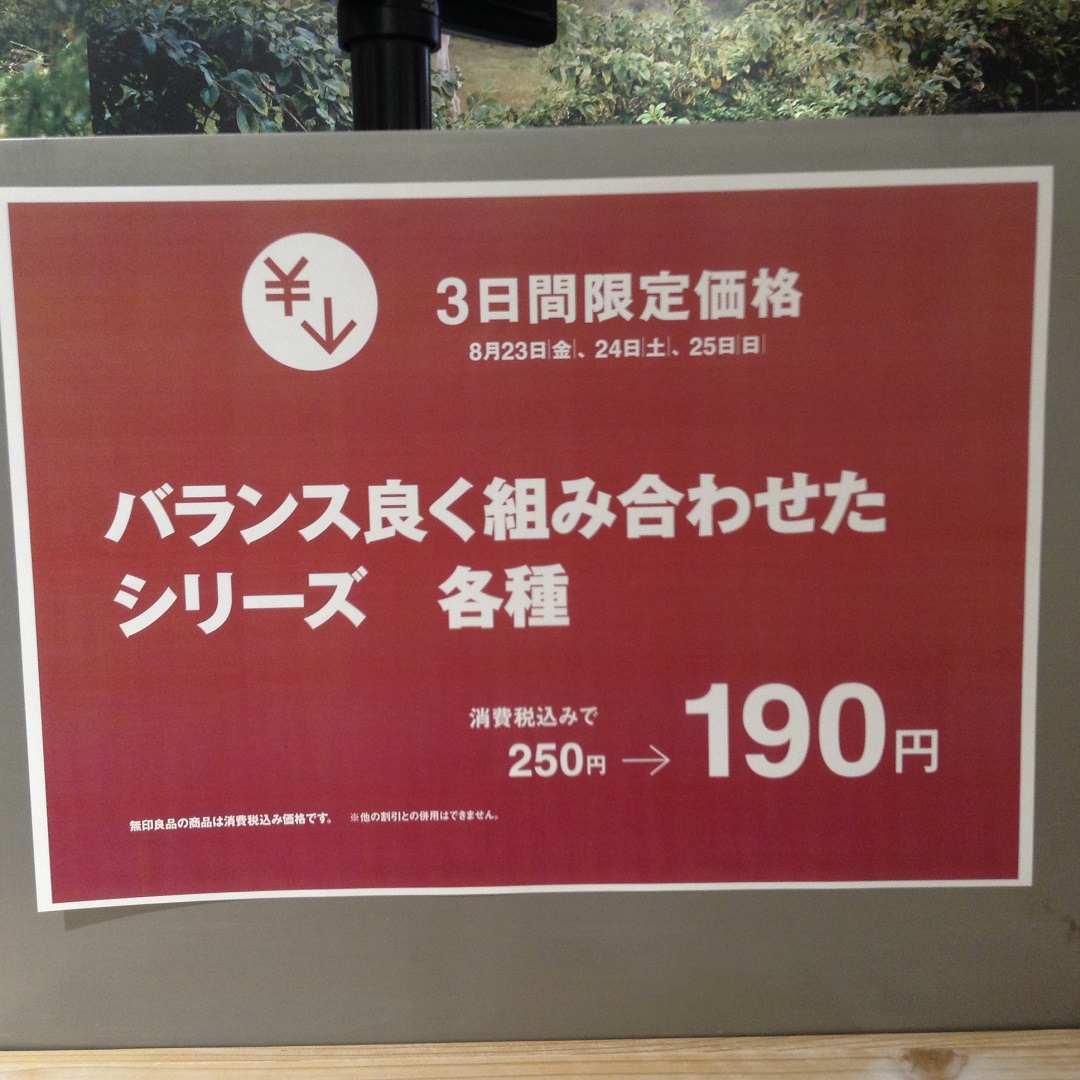 ¥↓
3日間限定価格
8月23日|金|、24日|土|、25日|日|
バランス良く組み合わせた
シリーズ　各種
消費税込みで
250円→190円
無印良品の商品は消費税込み価格です。　※他の割引との併用はできません。